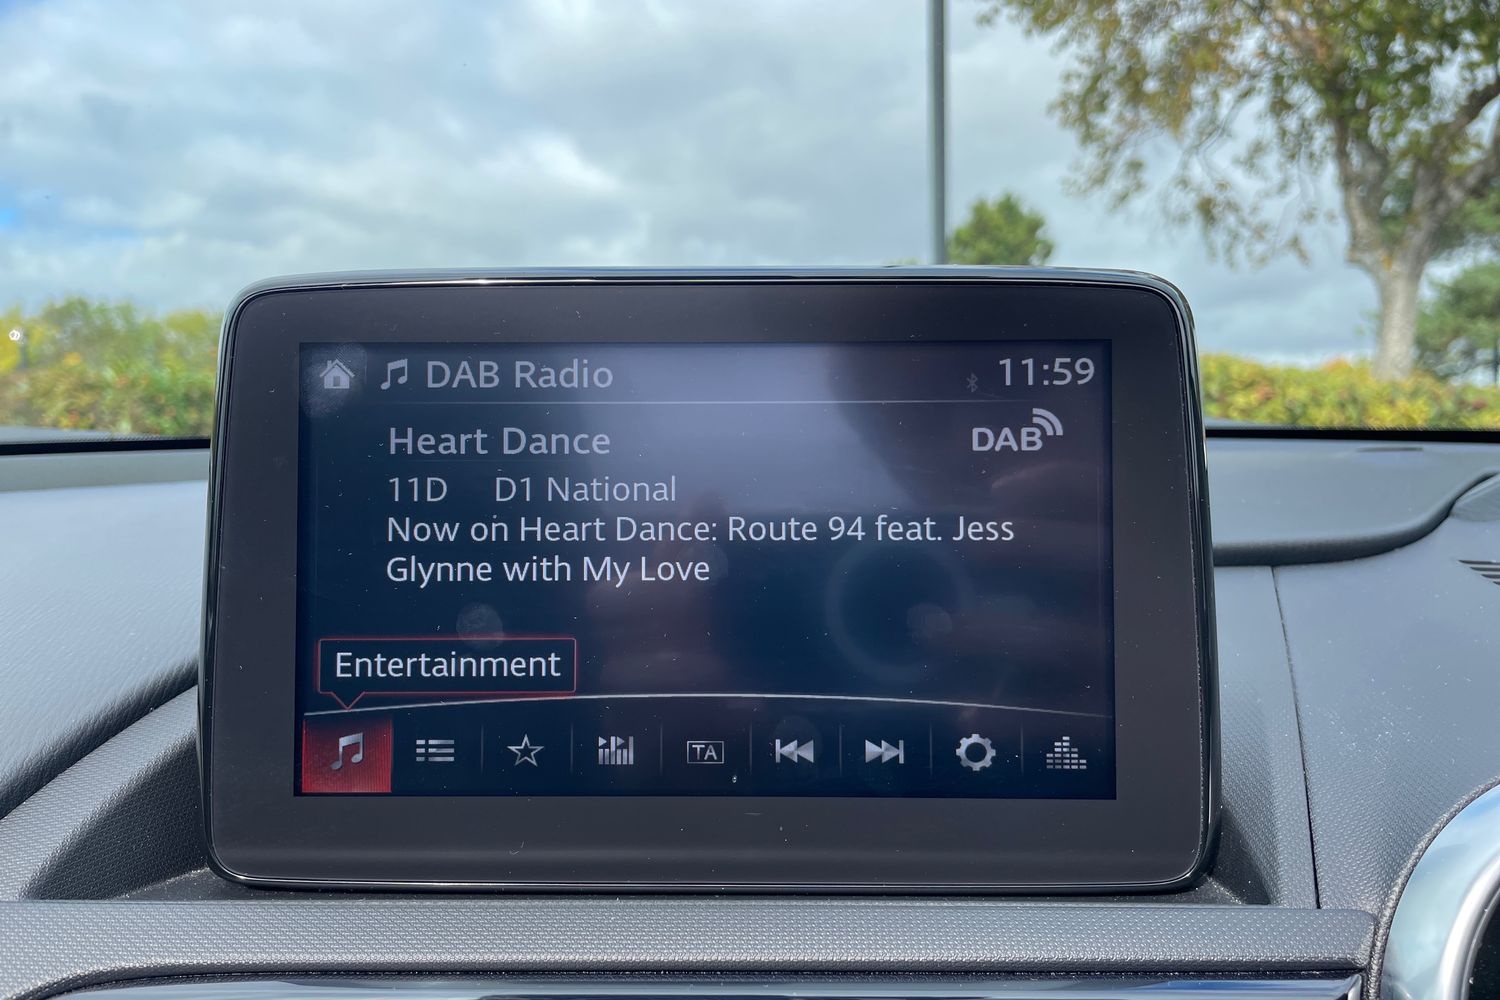 DAB Radio 11:59
Heart Dance DAB
11D D1 National
Now on Heart Dance: Route 94 feat. Jess
Glynne with My Love
Entertainment
TA